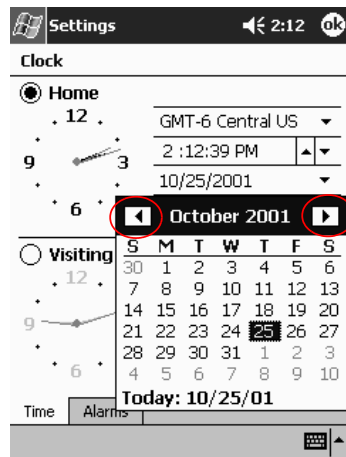 Settings 2:12 ok
Clock
Home
12
9 3
6
GMT-6 Central US
2 :12:39 PM
10/25/2001
October 2001
S M T W T F S
30 1 2 3 4 5 6
7 8 9 10 11 12 13
14 15 16 17 18 19 20
21 22 23 24 25 26 27
28 29 30 31 1 2 3
4 5 6 7 8 9 10
Today: 10/25/01
Visiting
12
9
6
Time Alarms